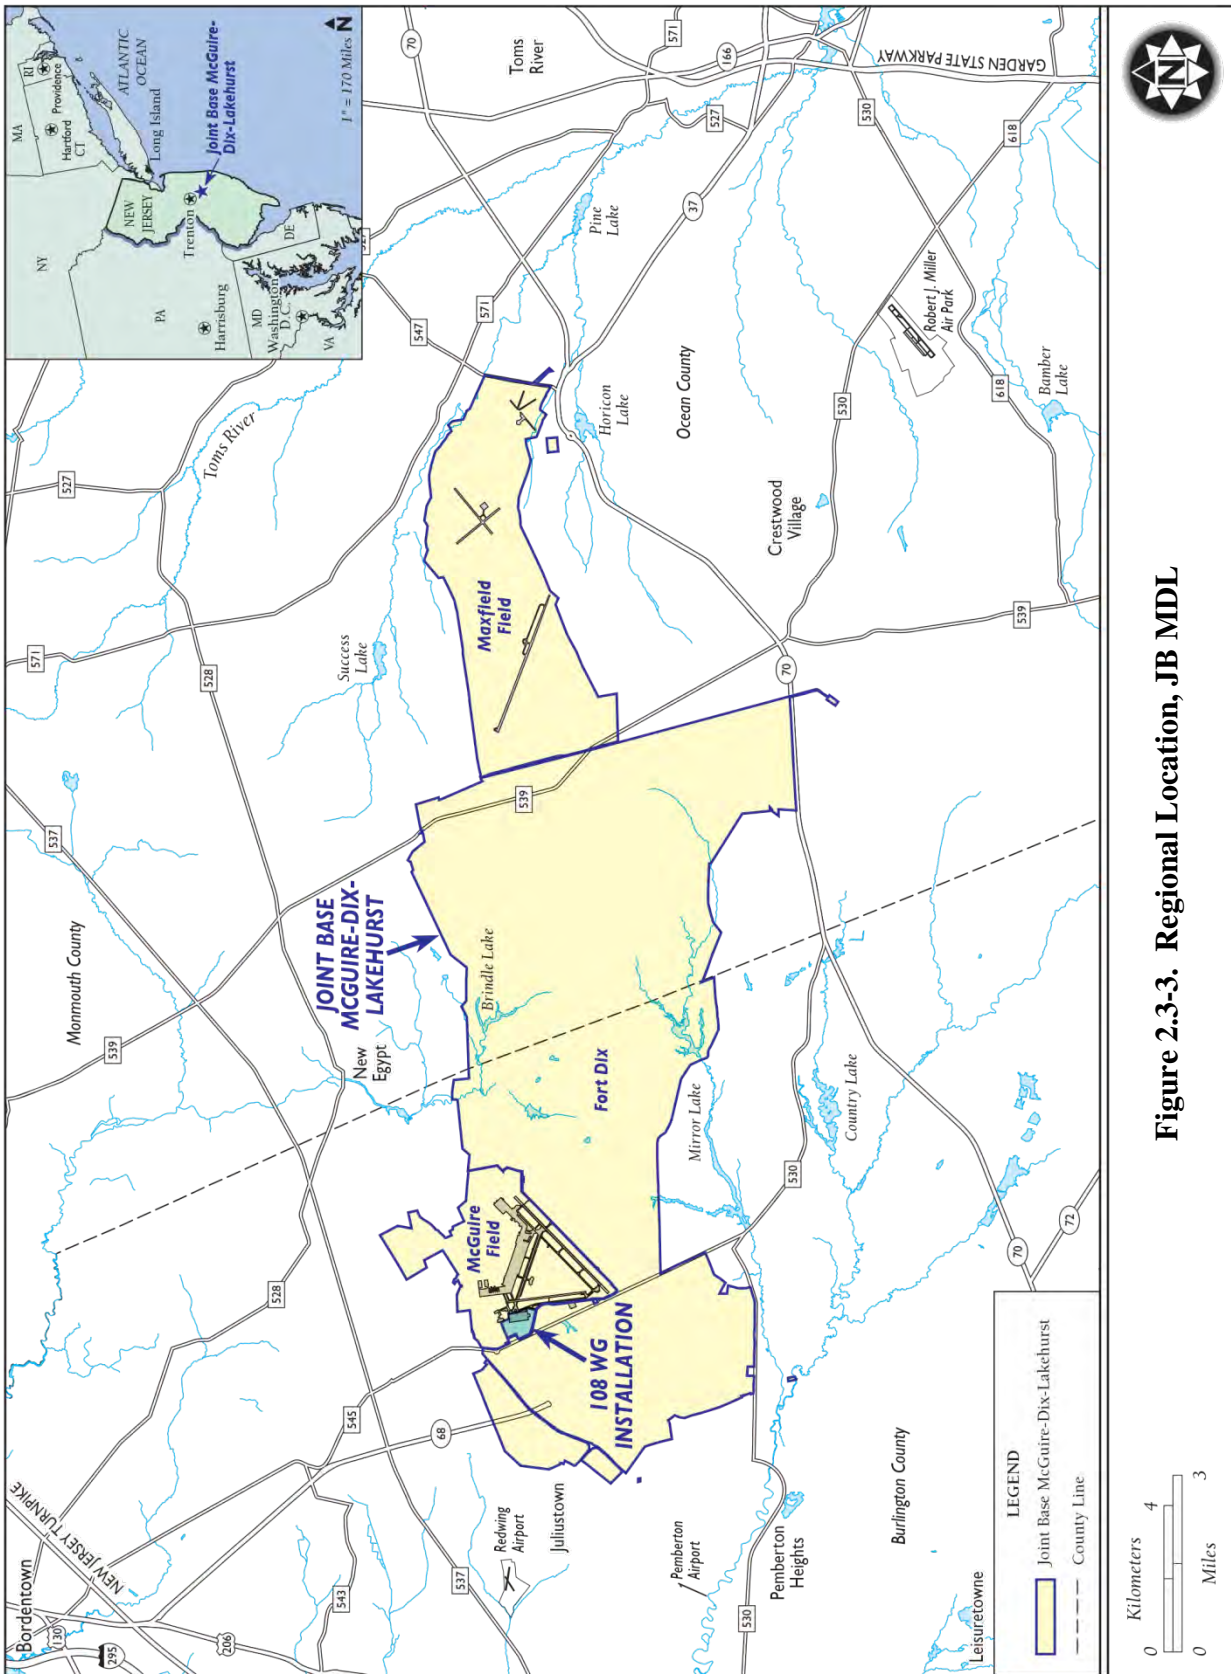 Bordentown
130
295
206
NEW JERSEY TURNPIKE
543
545
68
537
528
Redwing
Airport
Juliustown
Pemberton
Airport
Pemberton
Heights
530
Burlington County
Leisuretowne
Monmouth County
539
537
571
528
527
New
Egypt
JOINT BASE
MCGUIRE-DIX-
LAKEHURST
McGuire
Field
108 WG
INSTALLATION
Fort Dix
Brindle Lake
Mirror Lake
Country Lake
530
70
72
539
Success
Lake
Toms River
Maxfield
Field
547
571
70
Toms
River
571
166
527
GARDEN STATE PARKWAY
530
618
37
Pine
Lake
Horicon
Lake
Ocean County
Crestwood
Village
530
70
539
Robert J. Miller
Air Park
618
Bamber
Lake
MA
RI
Providence
Hartford
CT
ATLANTIC
OCEAN
Long Island
NY
NEW
JERSEY
Trenton
Joint Base McGuire-
Dix-Lakehurst
PA
Harrisburg
MD
Washington
D.C.
DE
VA
1" = 170 Miles
N
LEGEND
Joint Base McGuire-Dix-Lakehurst
County Line
Kilometers
0 4
0 3
Miles
Figure 2.3-3. Regional Location, JB MDL
N